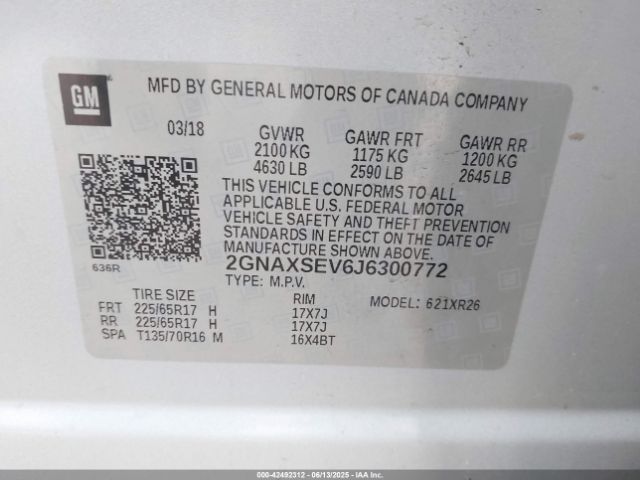 GM
MFD BY GENERAL MOTORS OF CANADA COMPANY
03/18 GVWR GAWR FRT GAWR RR
2100 KG 1175 KG 1200 KG
4630 LB 2590 LB 2645 LB
THIS VEHICLE CONFORMS TO ALL
APPLICABLE U.S. FEDERAL MOTOR
VEHICLE SAFETY AND THEFT PREVENTION
STANDARDS IN EFFECT ON THE DATE OF
MANUFACTURE SHOWN ABOVE.
636R
2GNAXSEV6J6300772
TYPE: M.P.V.
TIRE SIZE RIM MODEL: 621XR26
FRT 225/65R17 H 17X7J
RR 225/65R17 H 17X7J
SPA T135/70R16 M 16X4BT
000-42492312 - 06/13/2025 - IAAI.COM